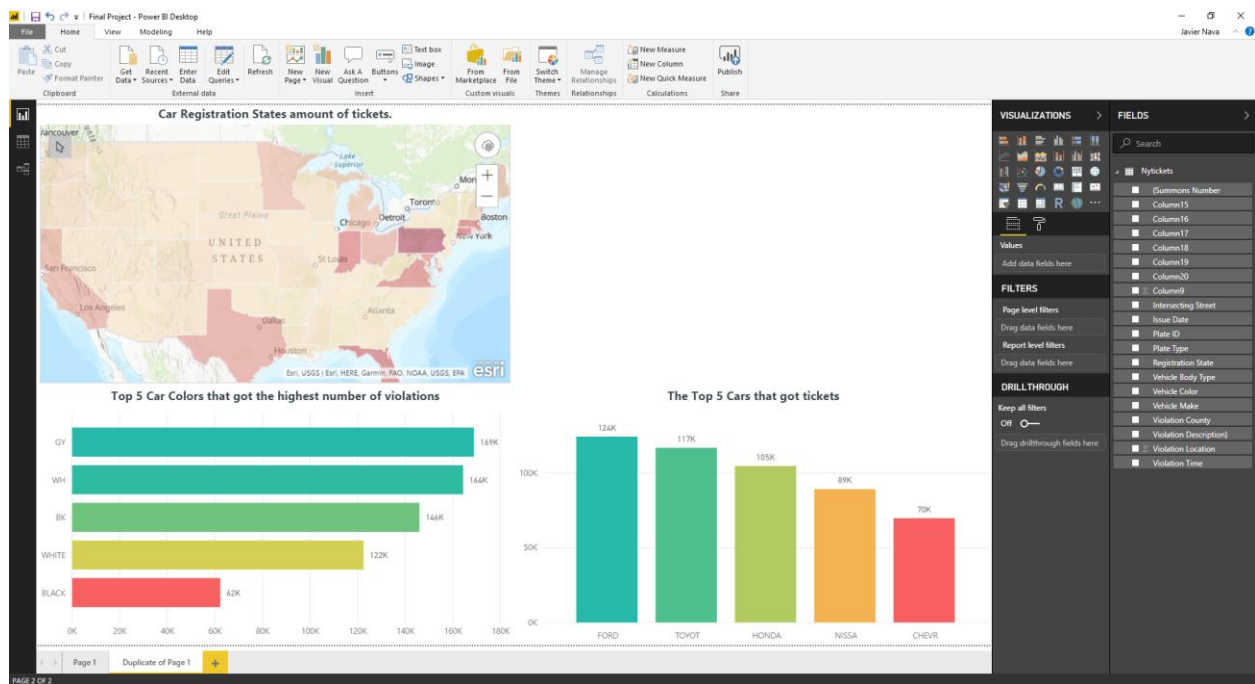 Final Project - Power BI Desktop
Javier Nava
File Home View Modeling Help
Paste
Cut
Copy
Format Painter
Clipboard
Get Data
Recent Sources
Enter Data
Edit Queries
Refresh
External data
New Page
New Visual
Ask A Question
Buttons
Text box
Image
Shapes
Insert
From Marketplace
From File
Custom visuals
Switch Theme
Themes
Manage Relationships
Relationships
New Measure
New Column
New Quick Measure
Calculations
Publish
Share
Car Registration States amount of tickets.
Vancouver
Lake Superior
Toronto
Great Plains
Chicago
Detroit
Boston
New York
UNITED
STATES
San Francisco
St Louis
Los Angeles
Atlanta
Dallas
Houston
Esri, USGS | Esri, HERE, Garmin, FAO, NOAA, USGS, EPA
esri
Top 5 Car Colors that got the highest number of violations
GY 169K
WH 164K
BK 146K
WHITE 122K
BLACK 62K
0K 20K 40K 60K 80K 100K 120K 140K 160K 180K
The Top 5 Cars that got tickets
124K
117K
105K
100K
89K
70K
50K
0K
FORD TOYOT HONDA NISSA CHEVR
VISUALIZATIONS
R
Values
Add data fields here
FILTERS
Page level filters
Drag data fields here
Report level filters
Drag data fields here
DRILLTHROUGH
Keep all filters
Off
Drag drillthrough fields here
FIELDS
Search
Nytickets
(Summons Number
Column15
Column16
Column17
Column18
Column19
Column20
Σ Column9
Intersecting Street
Issue Date
Plate ID
Plate Type
Registration State
Vehicle Body Type
Vehicle Color
Vehicle Make
Violation County
Violation Description)
Σ Violation Location
Violation Time
Page 1
Duplicate of Page 1
PAGE 2 OF 2